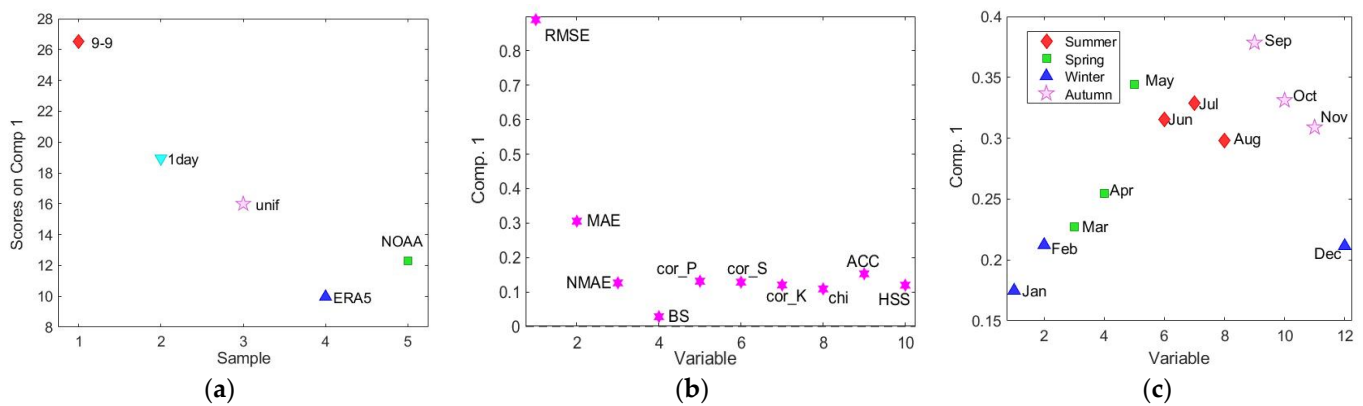 28
26
24
22
20
18
16
14
12
10
8
Scores on Comp 1
9-9
1day
unif
NOAA
ERA5
1 2 3 4 5
Sample
(a)
0.8
0.7
0.6
0.5
0.4
0.3
0.2
0.1
0
Comp. 1
RMSE
MAE
NMAE
BS
cor_P
cor_S
cor_K
chi
ACC
HSS
2 4 6 8 10
Variable
(b)
0.4
0.35
0.3
0.25
0.2
0.15
Comp. 1
Summer
Spring
Winter
Autumn
Sep
May
Oct
Jul
Jun
Nov
Aug
Apr
Mar
Feb
Dec
Jan
2 4 6 8 10 12
Variable
(c)